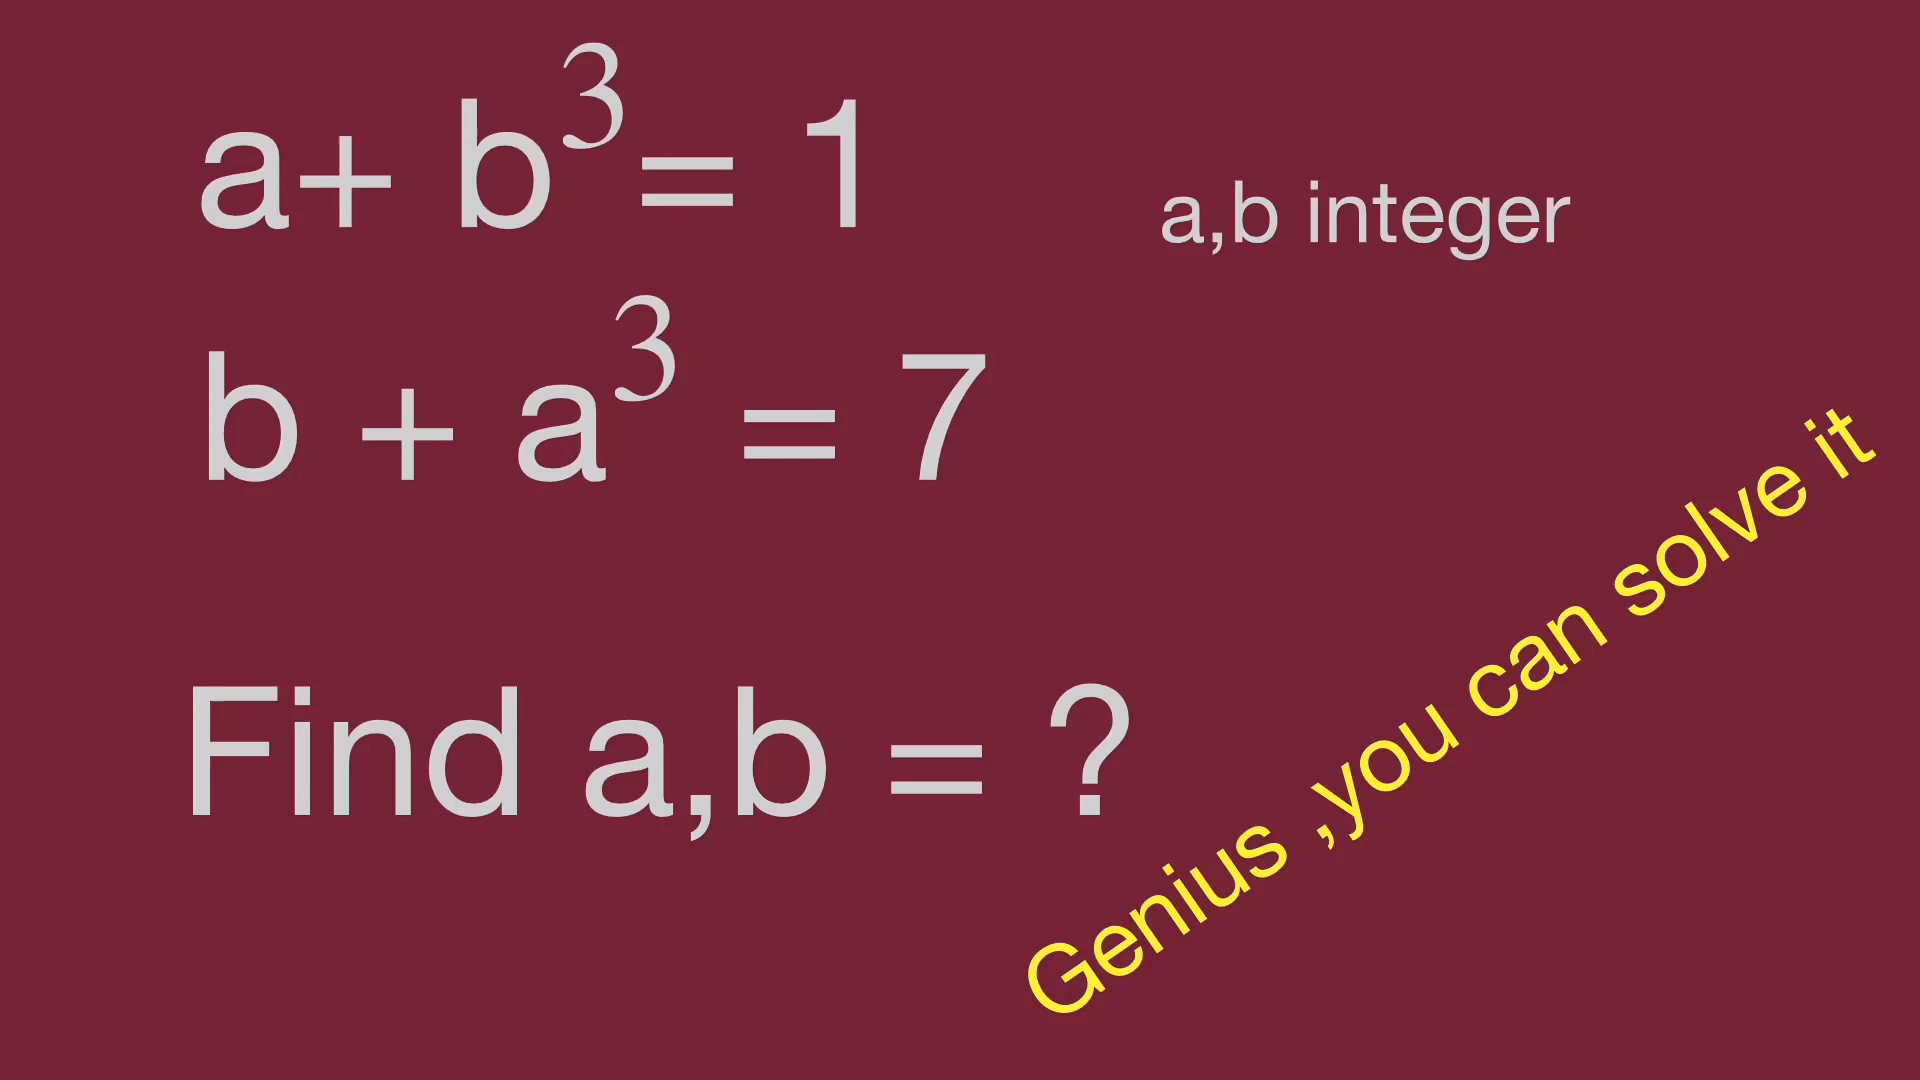 a+ b³= 1
a,b integer
b + a³ = 7
Find a,b = ?
Genius ,you can solve it